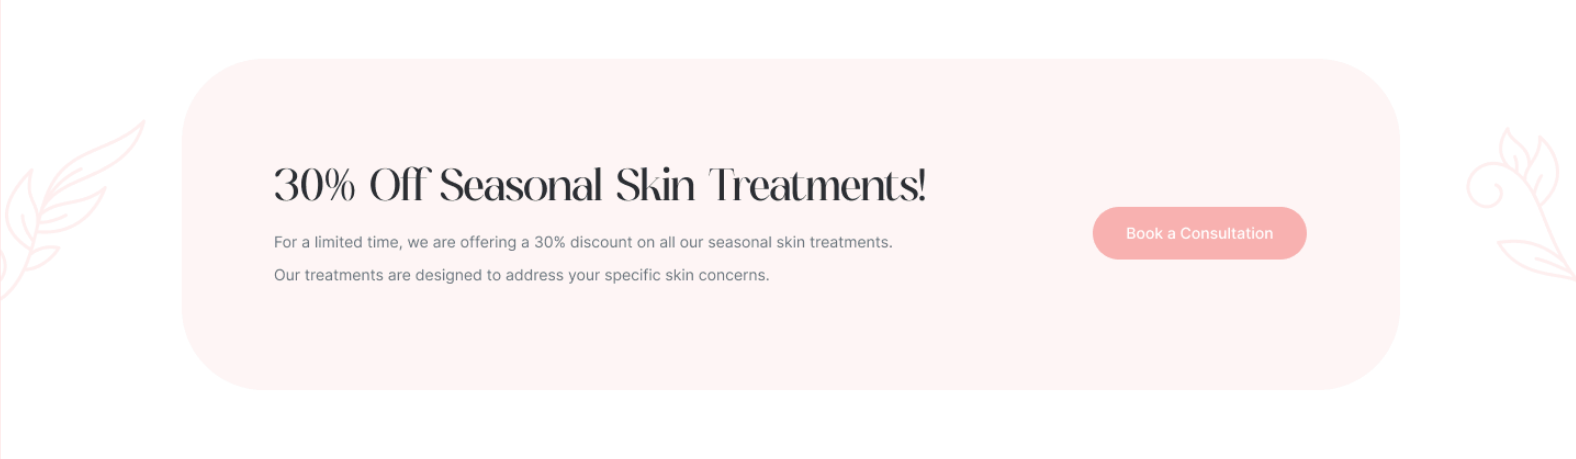 30% Off Seasonal Skin Treatments!
For a limited time, we are offering a 30% discount on all our seasonal skin treatments.
Our treatments are designed to address your specific skin concerns.
Book a Consultation